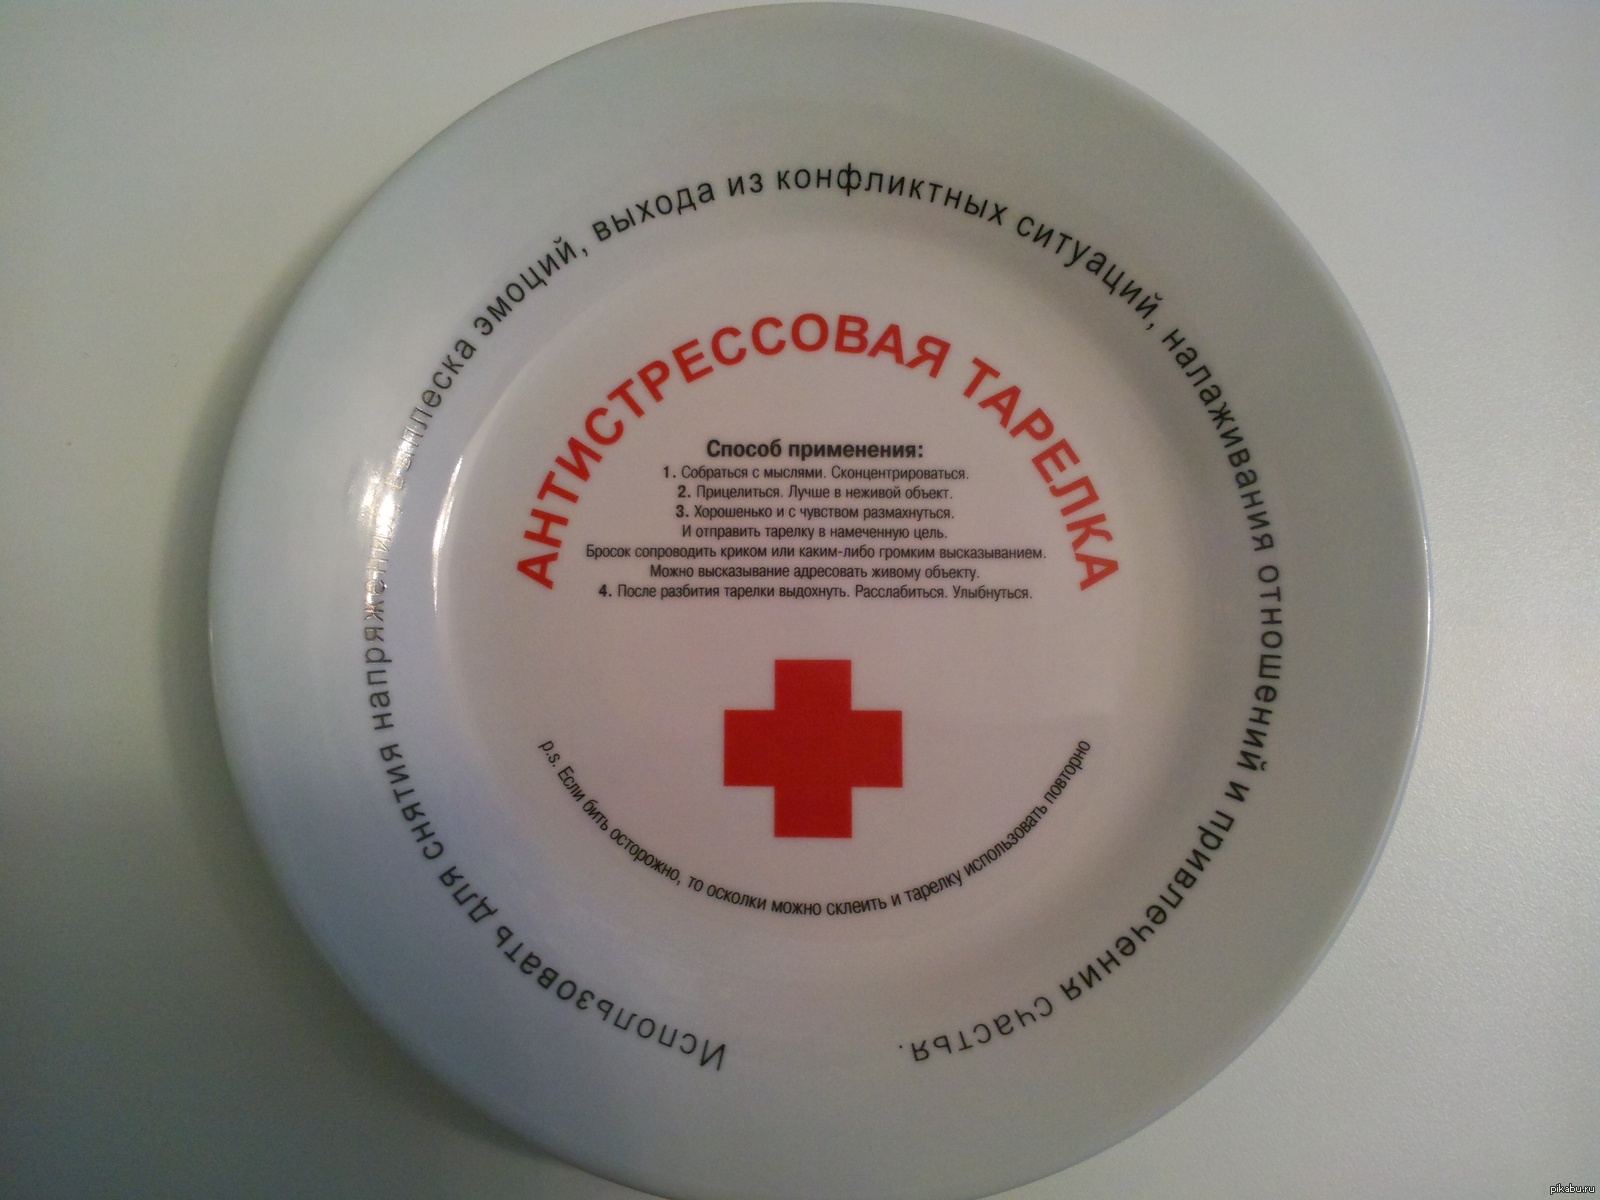 Использовать для снятия напряжения, выплеска эмоций, выхода из конфликтных ситуаций, налаживания отношений и привлечения счастья.
АНТИСТРЕССОВАЯ ТАРЕЛКА
Способ применения:
1. Собраться с мыслями. Сконцентрироваться.
2. Прицелиться. Лучше в неживой объект.
3. Хорошенько и с чувством размахнуться.
И отправить тарелку в намеченную цель.
Бросок сопроводить криком или каким-либо громким высказыванием.
Можно высказывание адресовать живому объекту.
4. После разбития тарелки выдохнуть. Расслабиться. Улыбнуться.
p.s. Если бить осторожно, то осколки можно склеить и тарелку использовать повторно
pikabu.ru